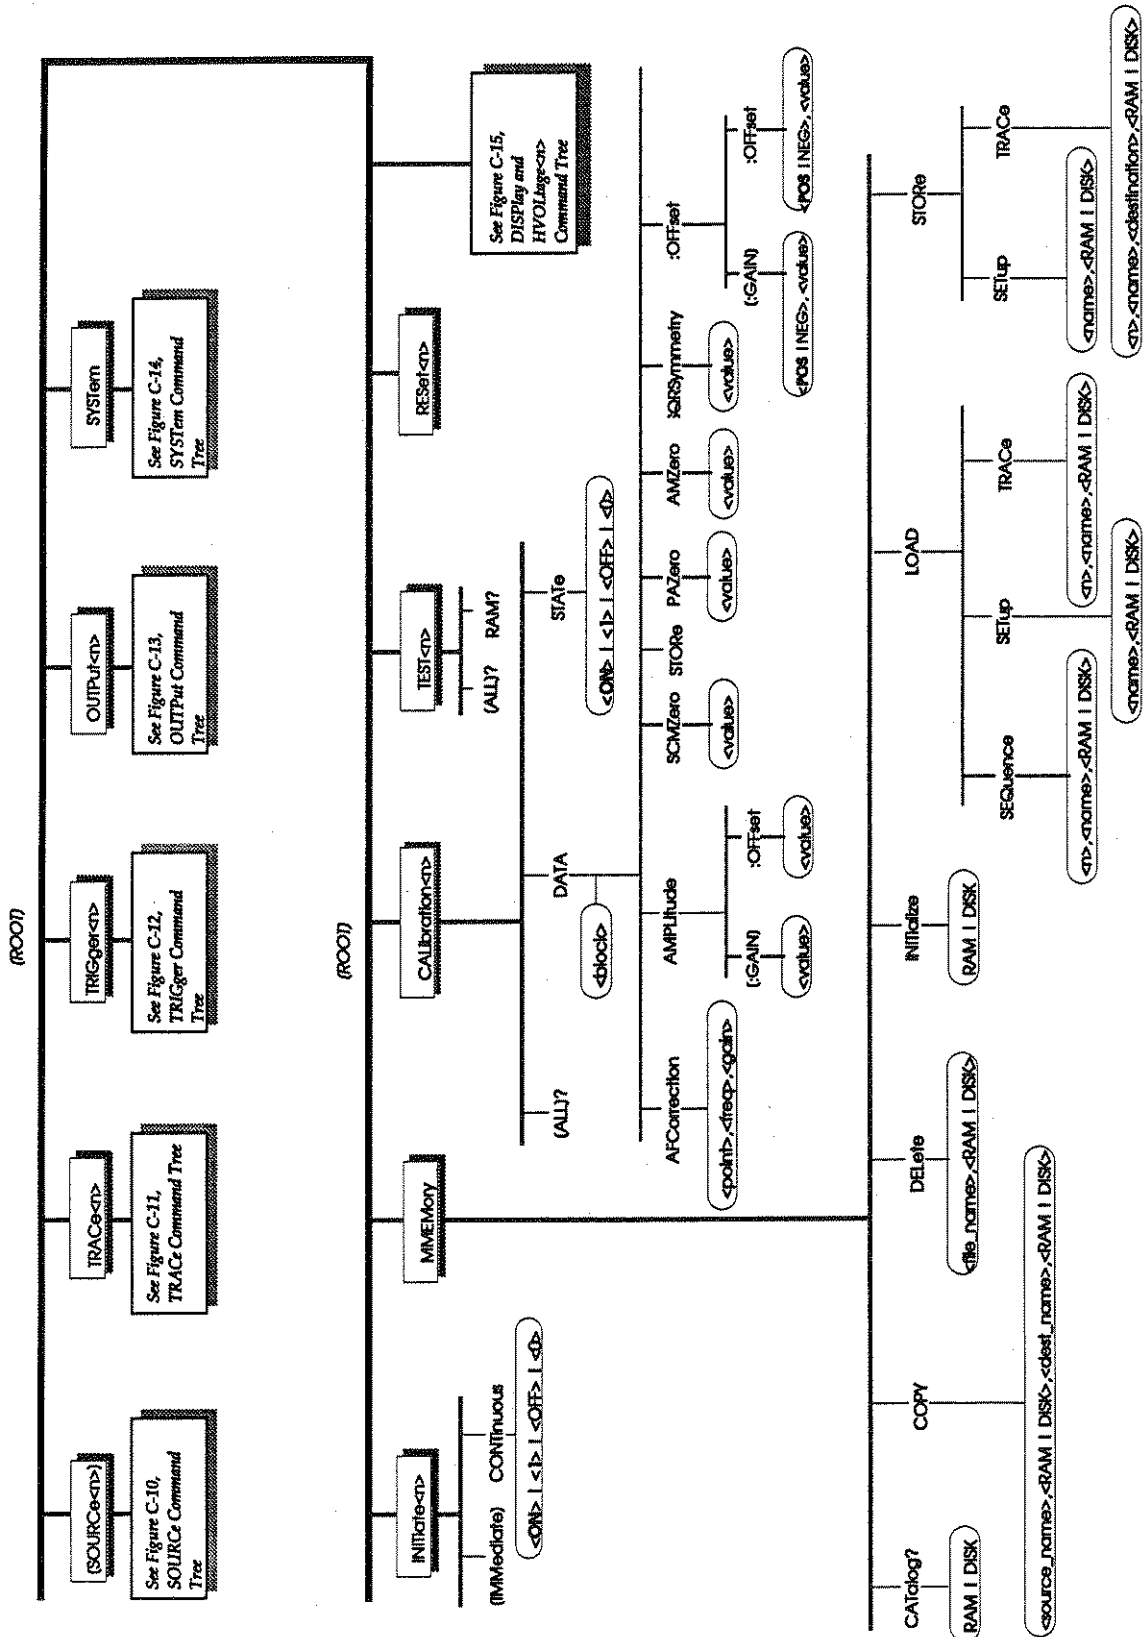 (ROOT)
(SOURCe<n>)
See Figure C-10,
SOURCe Command
Tree
TRACe<n>
See Figure C-11,
TRACe Command Tree
TRIGger<n>
See Figure C-12,
TRIGger Command
Tree
OUTPut<n>
See Figure C-13,
OUTPut Command
Tree
SYSTem
See Figure C-14,
SYSTem Command
Tree
(ROOT)
INITiate<n>
(IMMediate)
CONTinuous
<ON> | <1> | <OFF> | <0>
MMEMory
CALibration<n>
(ALL)?
DATA
<block>
STATe
<ON> | <1> | <OFF> | <0>
TEST<n>
(ALL)?
RAM?
RESet<n>
See Figure C-15,
DISPlay and
HVOLtage<n>
Command Tree
AFCorrection
<point>,<freq>,<gain>
AMPLitude
(:GAIN)
<value>
:OFFset
<value>
SCMZero
<value>
STORe
PAZero
<value>
AMZero
<value>
SQRSymmetry
<value>
:OFFset
(:GAIN)
<POS | NEG>, <value>
:OFFset
<POS | NEG>, <value>
CATalog?
RAM | DISK
COPY
<source_name>,<RAM | DISK>,<dest_name>,<RAM | DISK>
DELete
<file_name>,<RAM | DISK>
INITialize
RAM | DISK
LOAD
SEQuence
<n>,<name>,<RAM | DISK>
SETup
<name>,<RAM | DISK>
TRACe
<n>,<name>,<RAM | DISK>
STORe
SETup
<name>,<RAM | DISK>
TRACe
<n>,<name>,<destination>,<RAM | DISK>